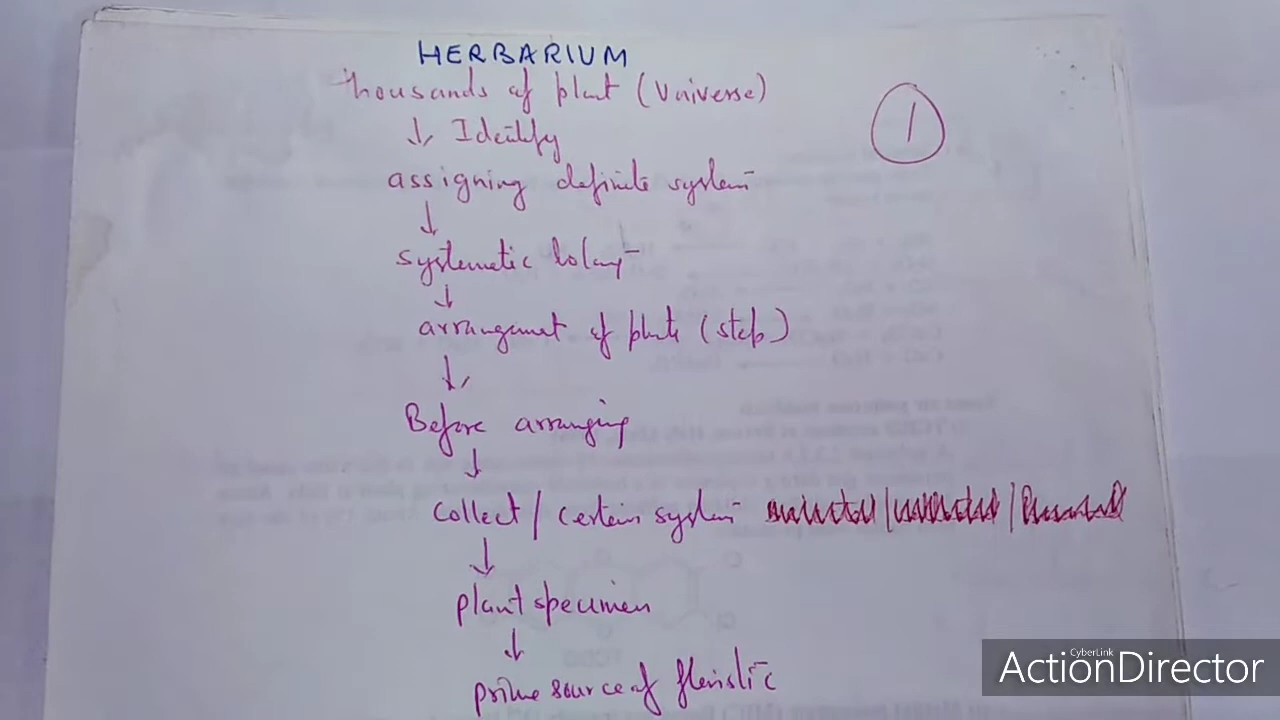 HERBARIUM
Thousands of plant (Universe)
1
↓ Identify
assigning definite system
↓
systematic botany
↓
arrangement of plants (step)
↓
Before arranging
↓
Collect / certain system
↓
plant specimen
↓
prime source of floristic
CyberLink
ActionDirector